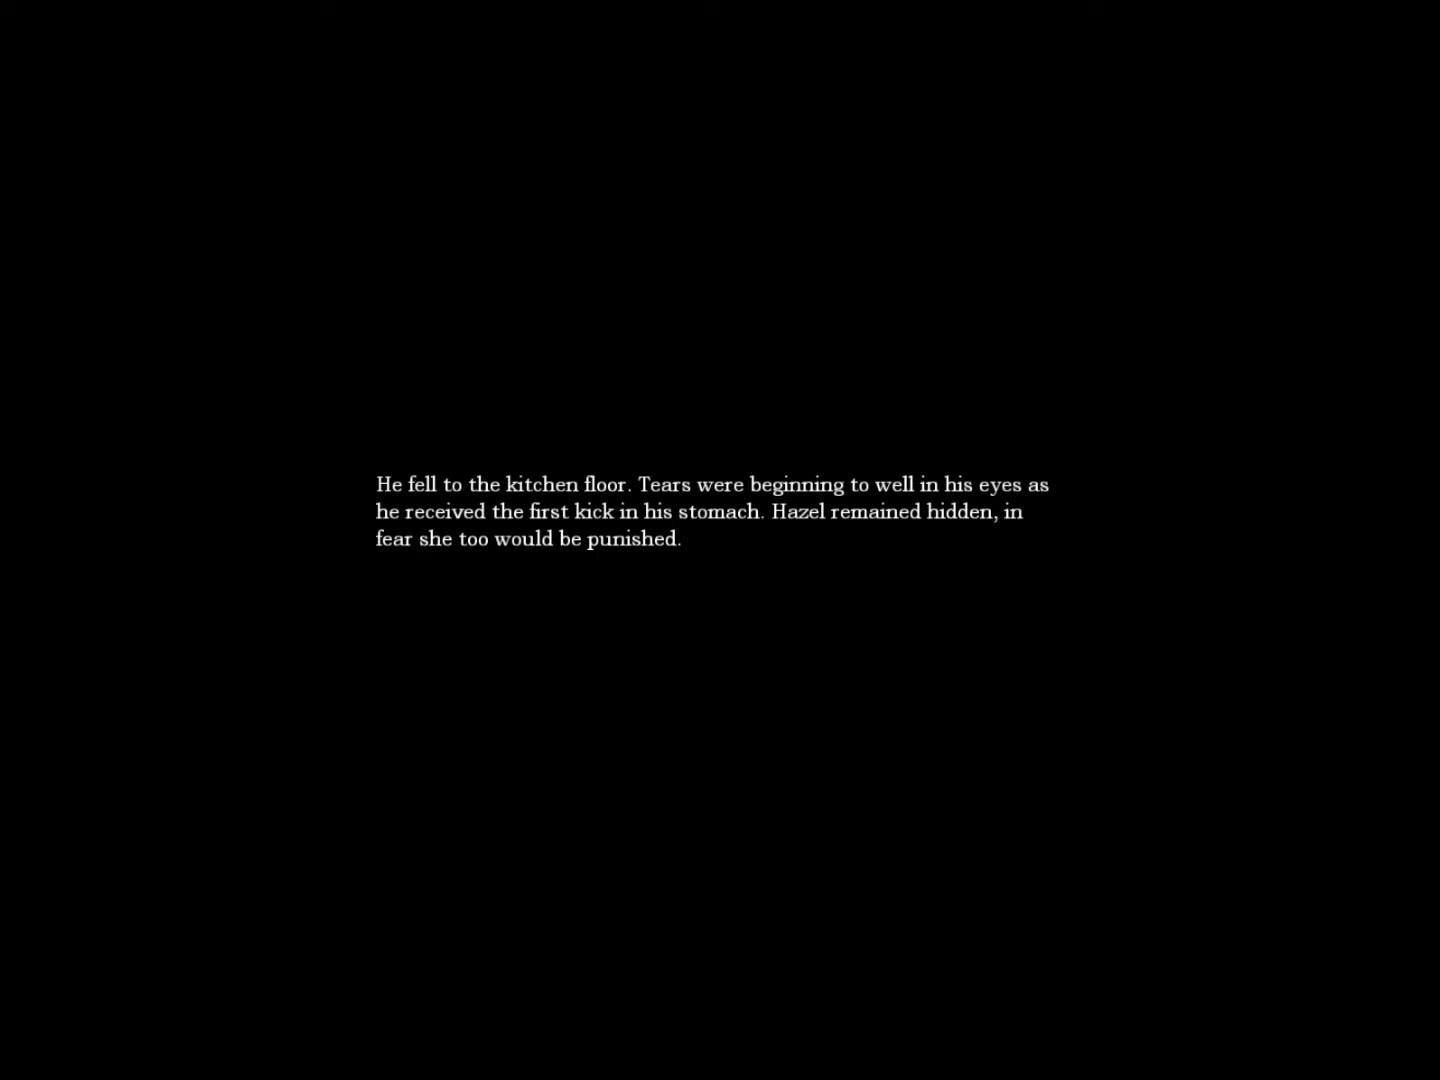 He fell to the kitchen floor. Tears were beginning to well in his eyes as
he received the first kick in his stomach. Hazel remained hidden, in
fear she too would be punished.